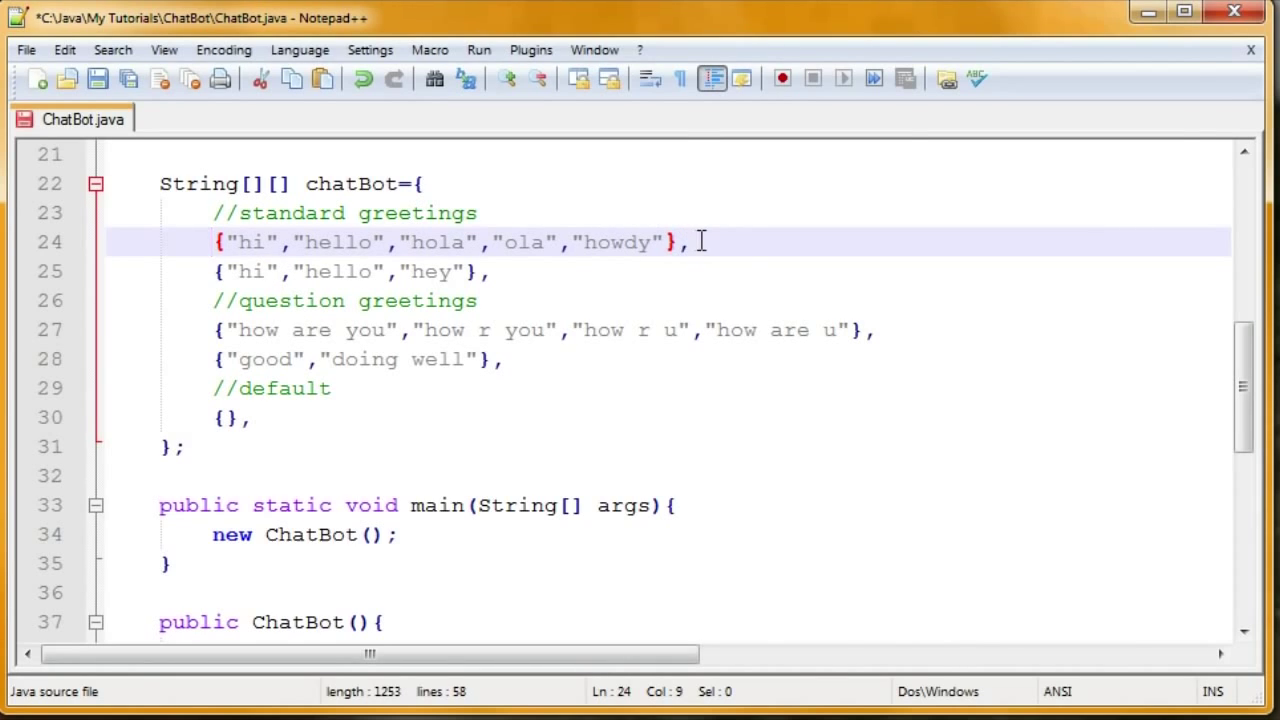 *C:\Java\My Tutorials\ChatBot\ChatBot.java - Notepad++
File Edit Search View Encoding Language Settings Macro Run Plugins Window ? X
ABC
ChatBot.java
21
22 String[][] chatBot={
23 //standard greetings
24 {"hi","hello","hola","ola","howdy"},
25 {"hi","hello","hey"},
26 //question greetings
27 {"how are you","how r you","how r u","how are u"},
28 {"good","doing well"},
29 //default
30 {},
31 };
32
33 public static void main(String[] args){
34 new ChatBot();
35 }
36
37 public ChatBot(){
Java source file length : 1253 lines : 58 Ln : 24 Col : 9 Sel : 0 Dos\Windows ANSI INS